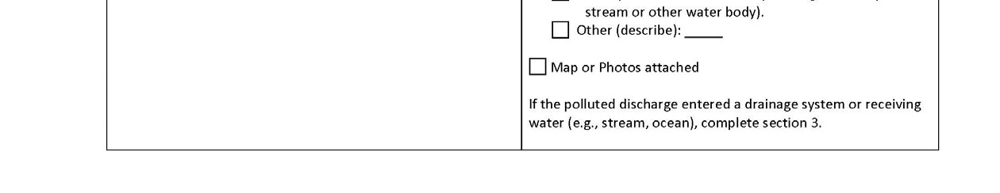 stream or other water body).
Other (describe): _____
Map or Photos attached
If the polluted discharge entered a drainage system or receiving
water (e.g., stream, ocean), complete section 3.